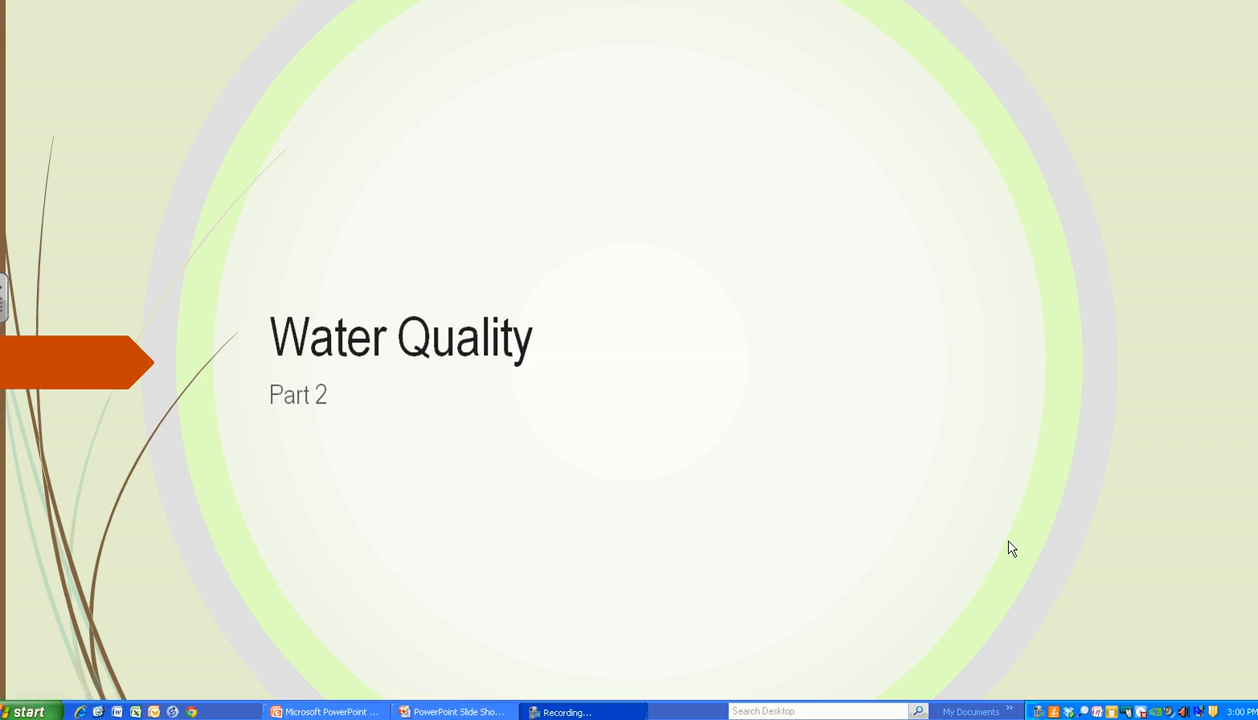 Water Quality
Part 2
start
Microsoft PowerPoint ...
PowerPoint Slide Sho...
Recording...
Search Desktop
My Documents
3:00 PM